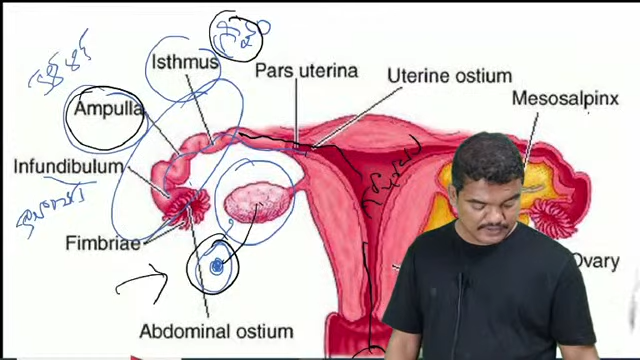 Isthmus
Pars uterina
Uterine ostium
Mesosalpinx
Ampulla
Infundibulum
Fimbriae
Abdominal ostium
Ovary